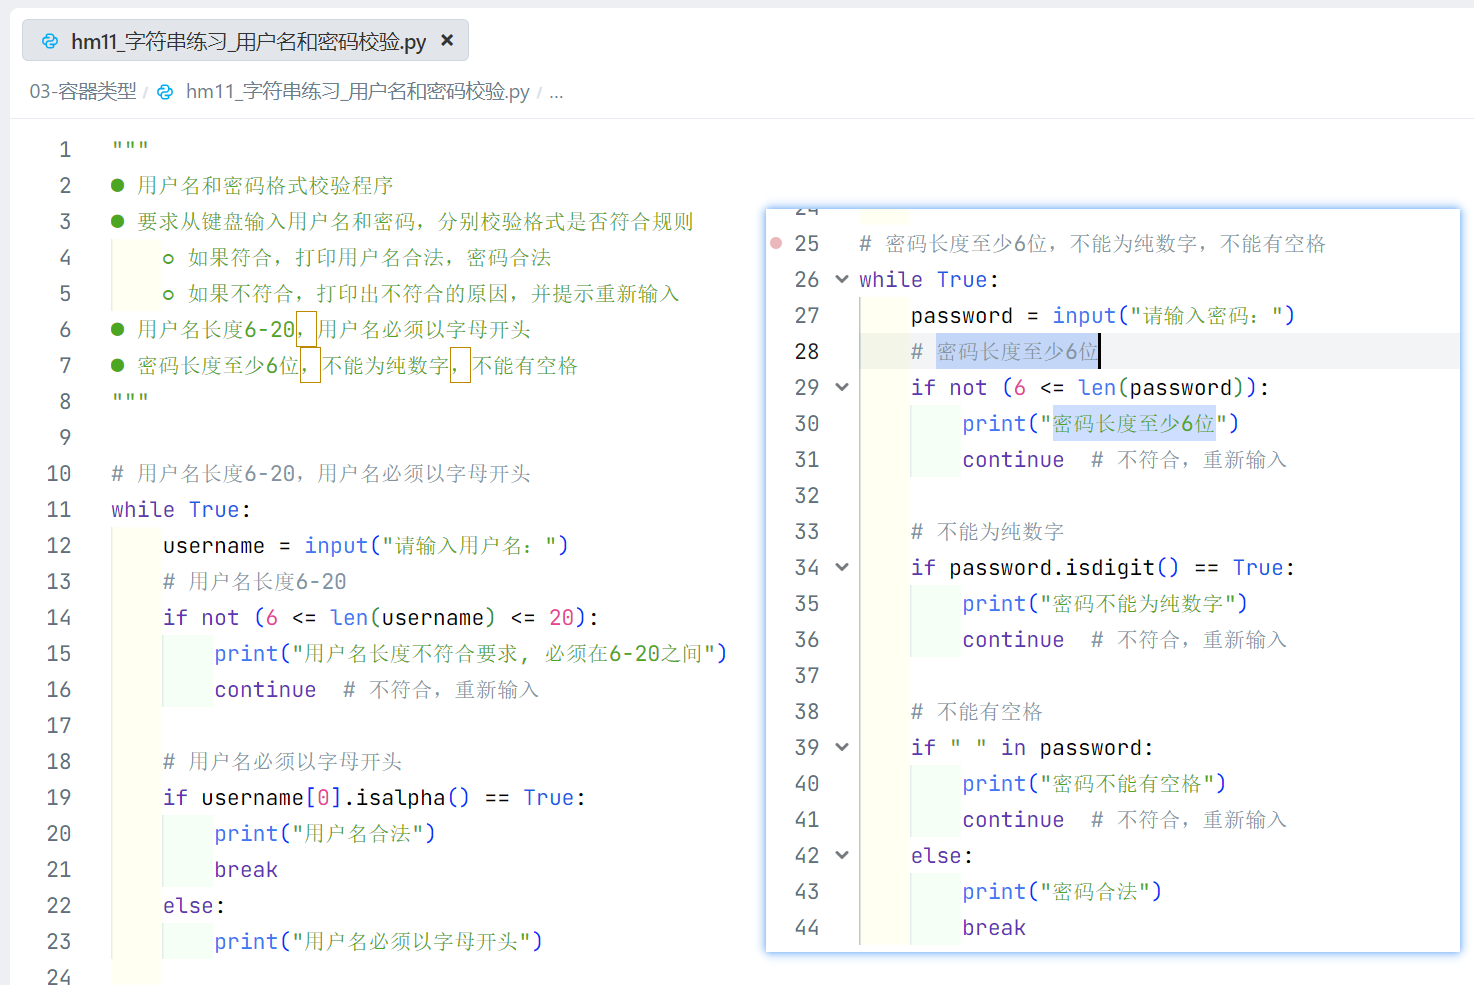 hm11_字符串练习_用户名和密码校验.py ×
03-容器类型 / hm11_字符串练习_用户名和密码校验.py / ...
1 """
2 ● 用户名和密码格式校验程序
3 ● 要求从键盘输入用户名和密码，分别校验格式是否符合规则
4 ○ 如果符合，打印用户名合法，密码合法
5 ○ 如果不符合，打印出不符合的原因，并提示重新输入
6 ● 用户名长度6-20，用户名必须以字母开头
7 ● 密码长度至少6位，不能为纯数字，不能有空格
8 """
9
10 # 用户名长度6-20，用户名必须以字母开头
11 while True:
12     username = input("请输入用户名：")
13     # 用户名长度6-20
14     if not (6 <= len(username) <= 20):
15         print("用户名长度不符合要求, 必须在6-20之间")
16         continue  # 不符合，重新输入
17
18     # 用户名必须以字母开头
19     if username[0].isalpha() == True:
20         print("用户名合法")
21         break
22     else:
23         print("用户名必须以字母开头")
24
24
25 # 密码长度至少6位，不能为纯数字，不能有空格
26 while True:
27     password = input("请输入密码：")
28     # 密码长度至少6位
29     if not (6 <= len(password)):
30         print("密码长度至少6位")
31         continue  # 不符合，重新输入
32
33     # 不能为纯数字
34     if password.isdigit() == True:
35         print("密码不能为纯数字")
36         continue  # 不符合，重新输入
37
38     # 不能有空格
39     if " " in password:
40         print("密码不能有空格")
41         continue  # 不符合，重新输入
42     else:
43         print("密码合法")
44         break